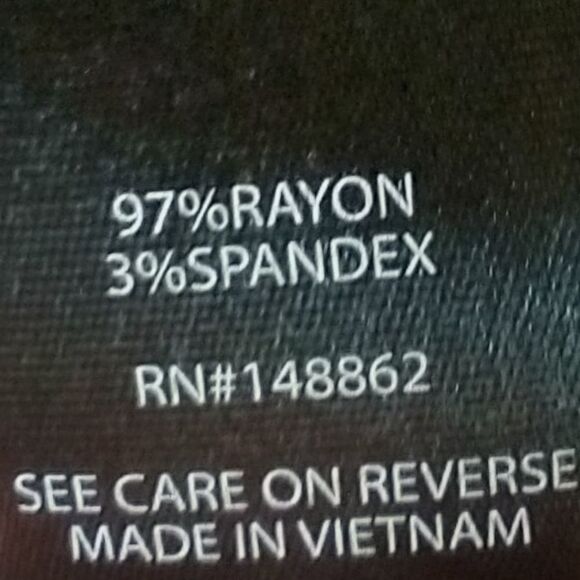 97%RAYON
3%SPANDEX
RN#148862
SEE CARE ON REVERSE
MADE IN VIETNAM